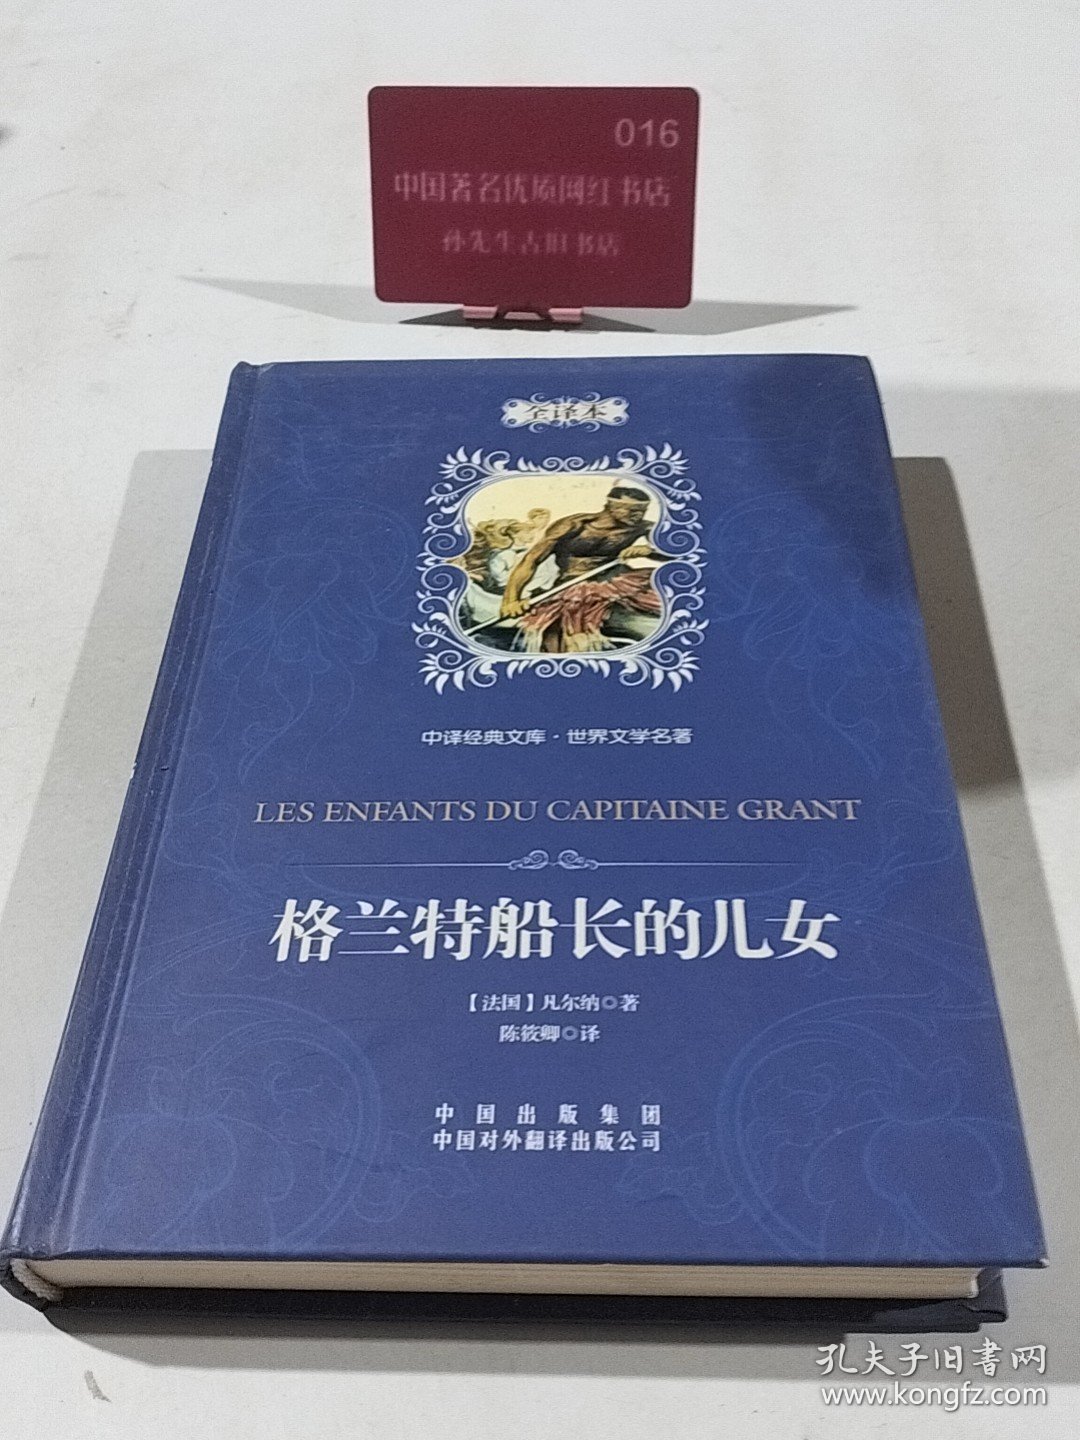 016
中国著名优质网红书店
孙先生古旧书店
全译本
中译经典文库·世界文学名著
LES ENFANTS DU CAPITAINE GRANT
格兰特船长的儿女
【法国】凡尔纳◎著
陈筱卿◎译
中国出版集团
中国对外翻译出版公司
孔夫子旧書网
www.kongfz.com